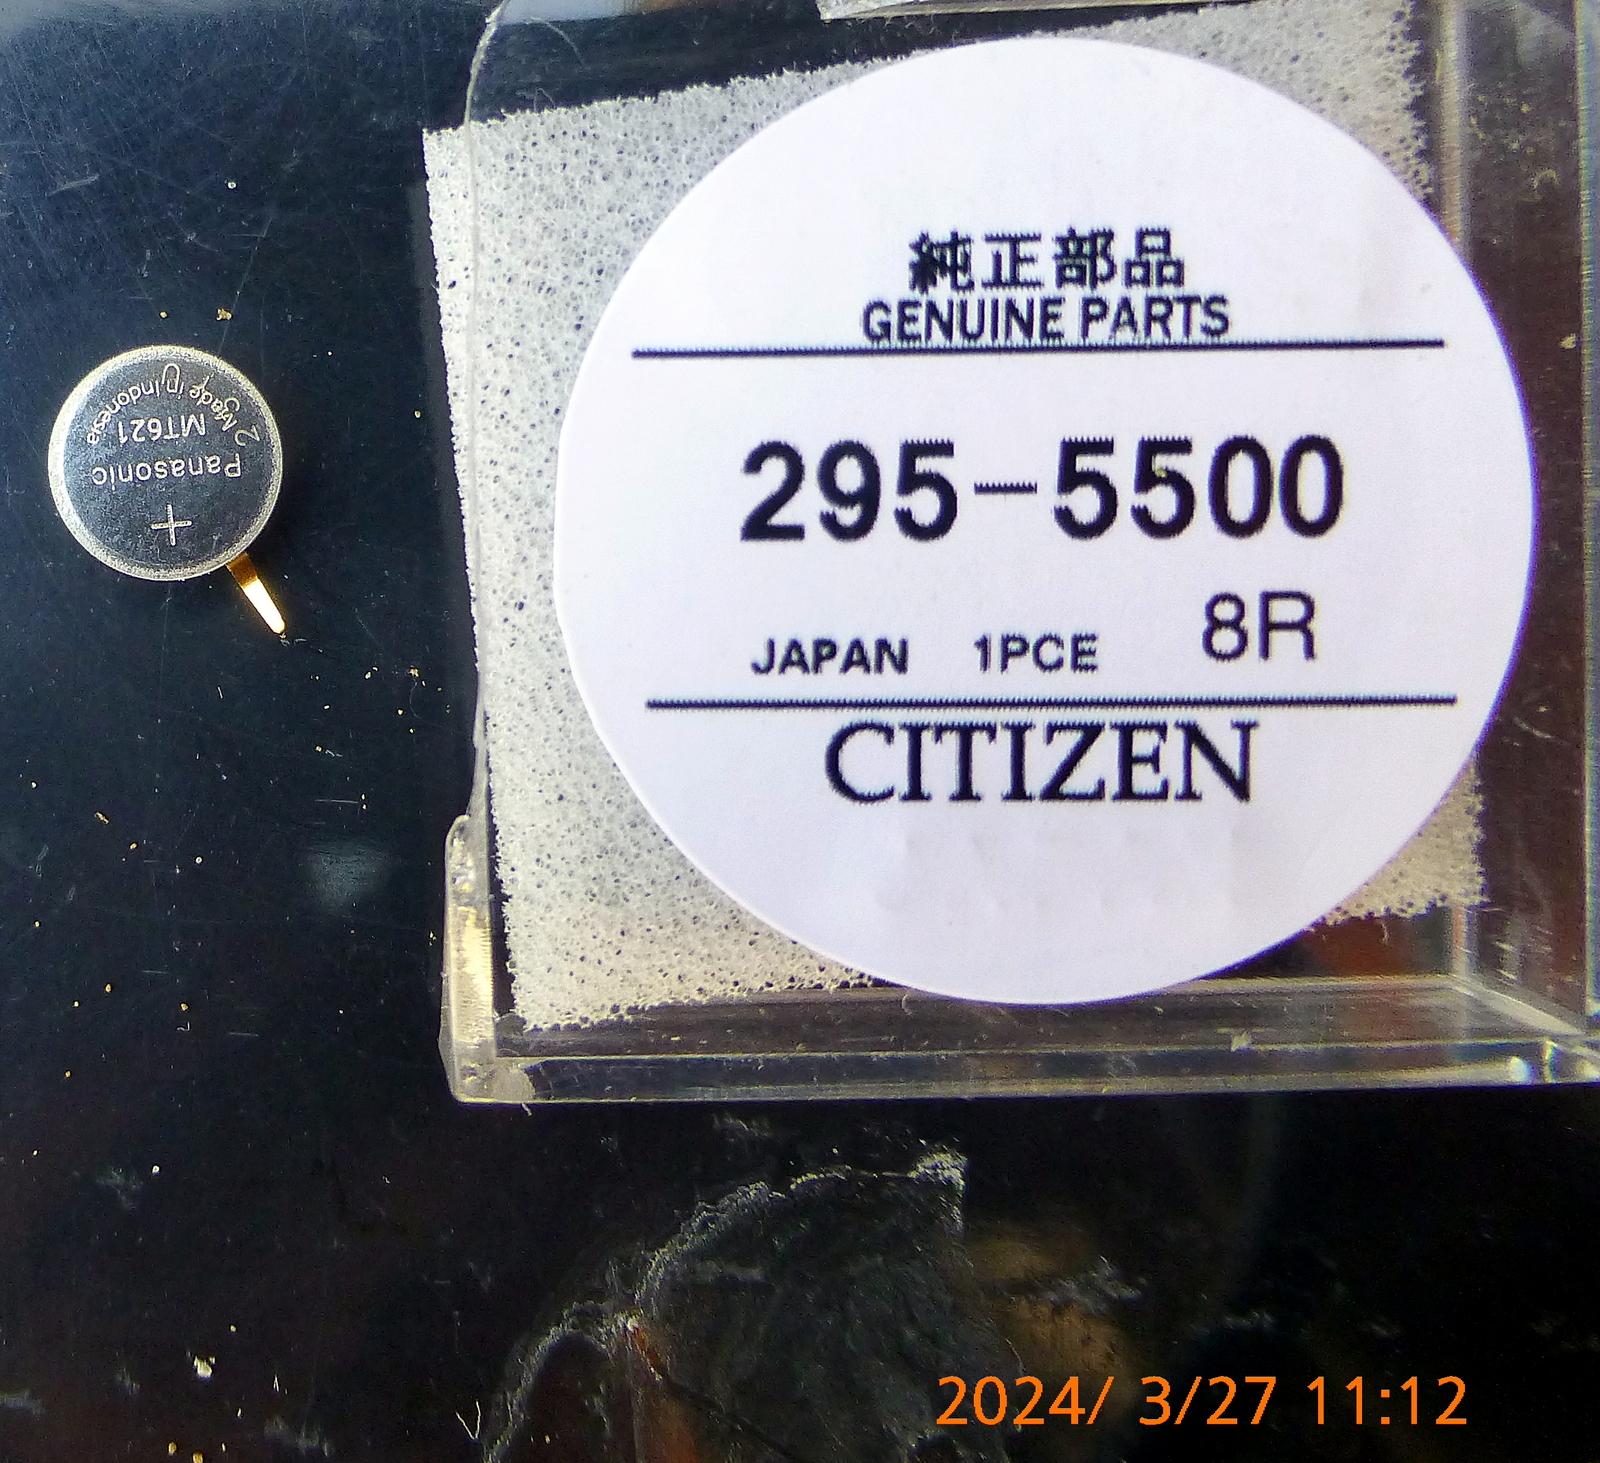 純正部品
GENUINE PARTS
295-5500
JAPAN 1PCE 8R
CITIZEN
+
Panasonic
MT621
Made in Indonesia
2024/ 3/27 11:12